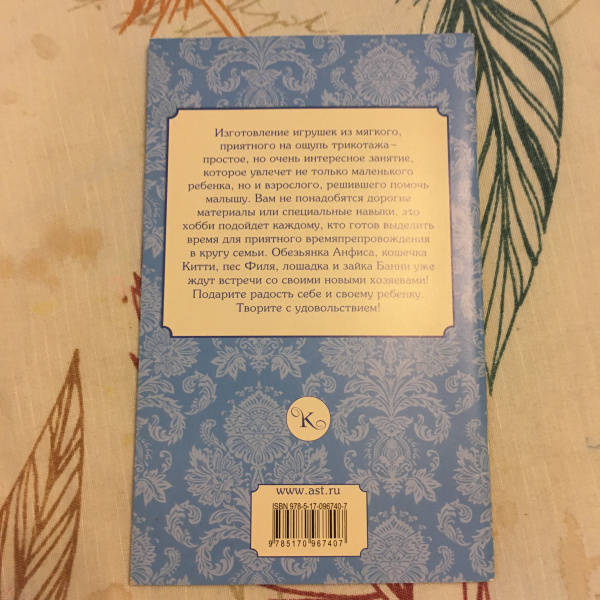 Изготовление игрушек из мягкого,
приятного на ощупь трикотажа –
простое, но очень интересное занятие,
которое увлечет не только маленького
ребенка, но и взрослого, решившего помочь
малышу. Вам не понадобятся дорогие
материалы или специальные навыки, это
хобби подойдет каждому, кто готов выделить
время для приятного времяпрепровождения
в кругу семьи. Обезьянка Анфиса, кошечка
Китти, пес Филя, лошадка и зайка Банни уже
ждут встречи со своими новыми хозяевами!
Подарите радость себе и своему ребенку.
Творите с удовольствием!
К
www.ast.ru
ISBN 978-5-17-096740-7
9785170967407